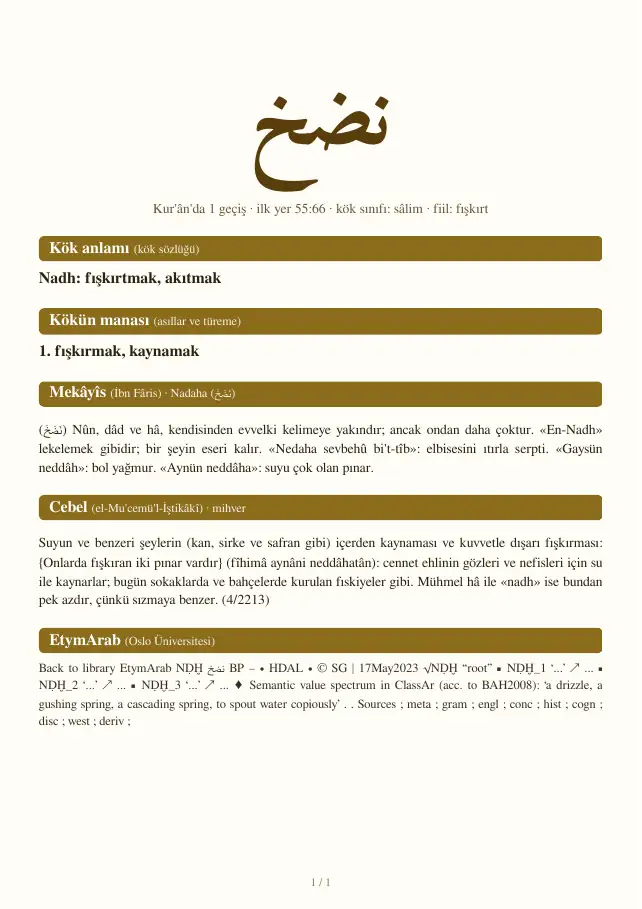 نضخ
Kur'ân'da 1 geçiş · ilk yer 55:66 · kök sınıfı: sâlim · fiil: fışkırt
Kök anlamı (kök sözlüğü)
Nadh: fışkırtmak, akıtmak
Kökün manası (asıllar ve türeme)
1. fışkırmak, kaynamak
Mekâyîs (İbn Fâris) · Nadaha (نَضَخَ)
(نَضَخَ) Nûn, dâd ve hâ, kendisinden evvelki kelimeye yakındır; ancak ondan daha çoktur. «En-Nadh»
lekelemek gibidir; bir şeyin eseri kalır. «Nedaha sevbehû bi't-tîb»: elbisesini ıtırla serpti. «Gaysün
neddâh»: bol yağmur. «Aynün neddâha»: suyu çok olan pınar.
Cebel (el-Mu'cemü'l-İştikâkî) · mihver
Suyun ve benzeri şeylerin (kan, sirke ve safran gibi) içerden kaynaması ve kuvvetle dışarı fışkırması:
{Onlarda fışkıran iki pınar vardır} (fîhimâ aynâni neddâhatân): cennet ehlinin gözleri ve nefisleri için su
ile kaynarlar; bugün sokaklarda ve bahçelerde kurulan fıskiyeler gibi. Mühmel hâ ile «nadh» ise bundan
pek azdır, çünkü sızmaya benzer. (4/2213)
EtymArab (Oslo Üniversitesi)
Back to library EtymArab NḌḪ نضخ BP – • HDAL • © SG | 17May2023 √NḌḪ “root” ▪ NḌḪ_1 ‘...’ ↗ ... ▪
NḌḪ_2 ‘...’ ↗ ... ▪ NḌḪ_3 ‘...’ ↗ ... ♦ Semantic value spectrum in ClassAr (acc. to BAH2008): ‘a drizzle, a
gushing spring, a cascading spring, to spout water copiously’ . . Sources ; meta ; gram ; engl ; conc ; hist ; cogn ;
disc ; west ; deriv ;
1 / 1